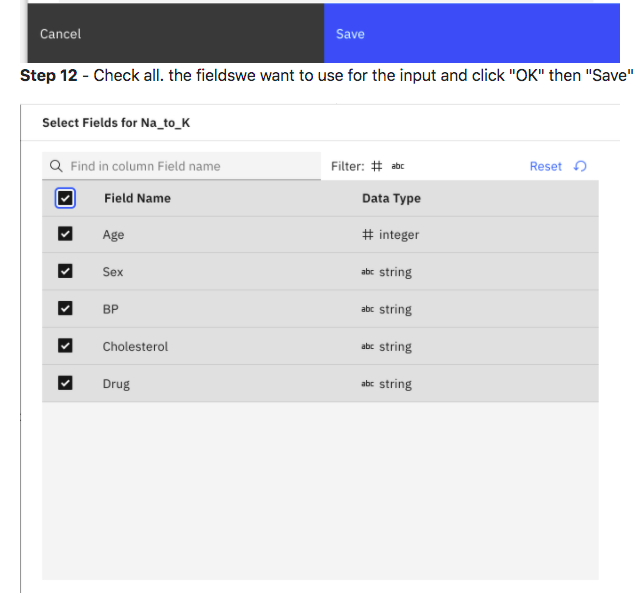 Cancel Save
Step 12 - Check all. the fieldswe want to use for the input and click "OK" then "Save"
Select Fields for Na_to_K
Find in column Field name Filter: # abc Reset
Field Name Data Type
Age # integer
Sex abc string
BP abc string
Cholesterol abc string
Drug abc string